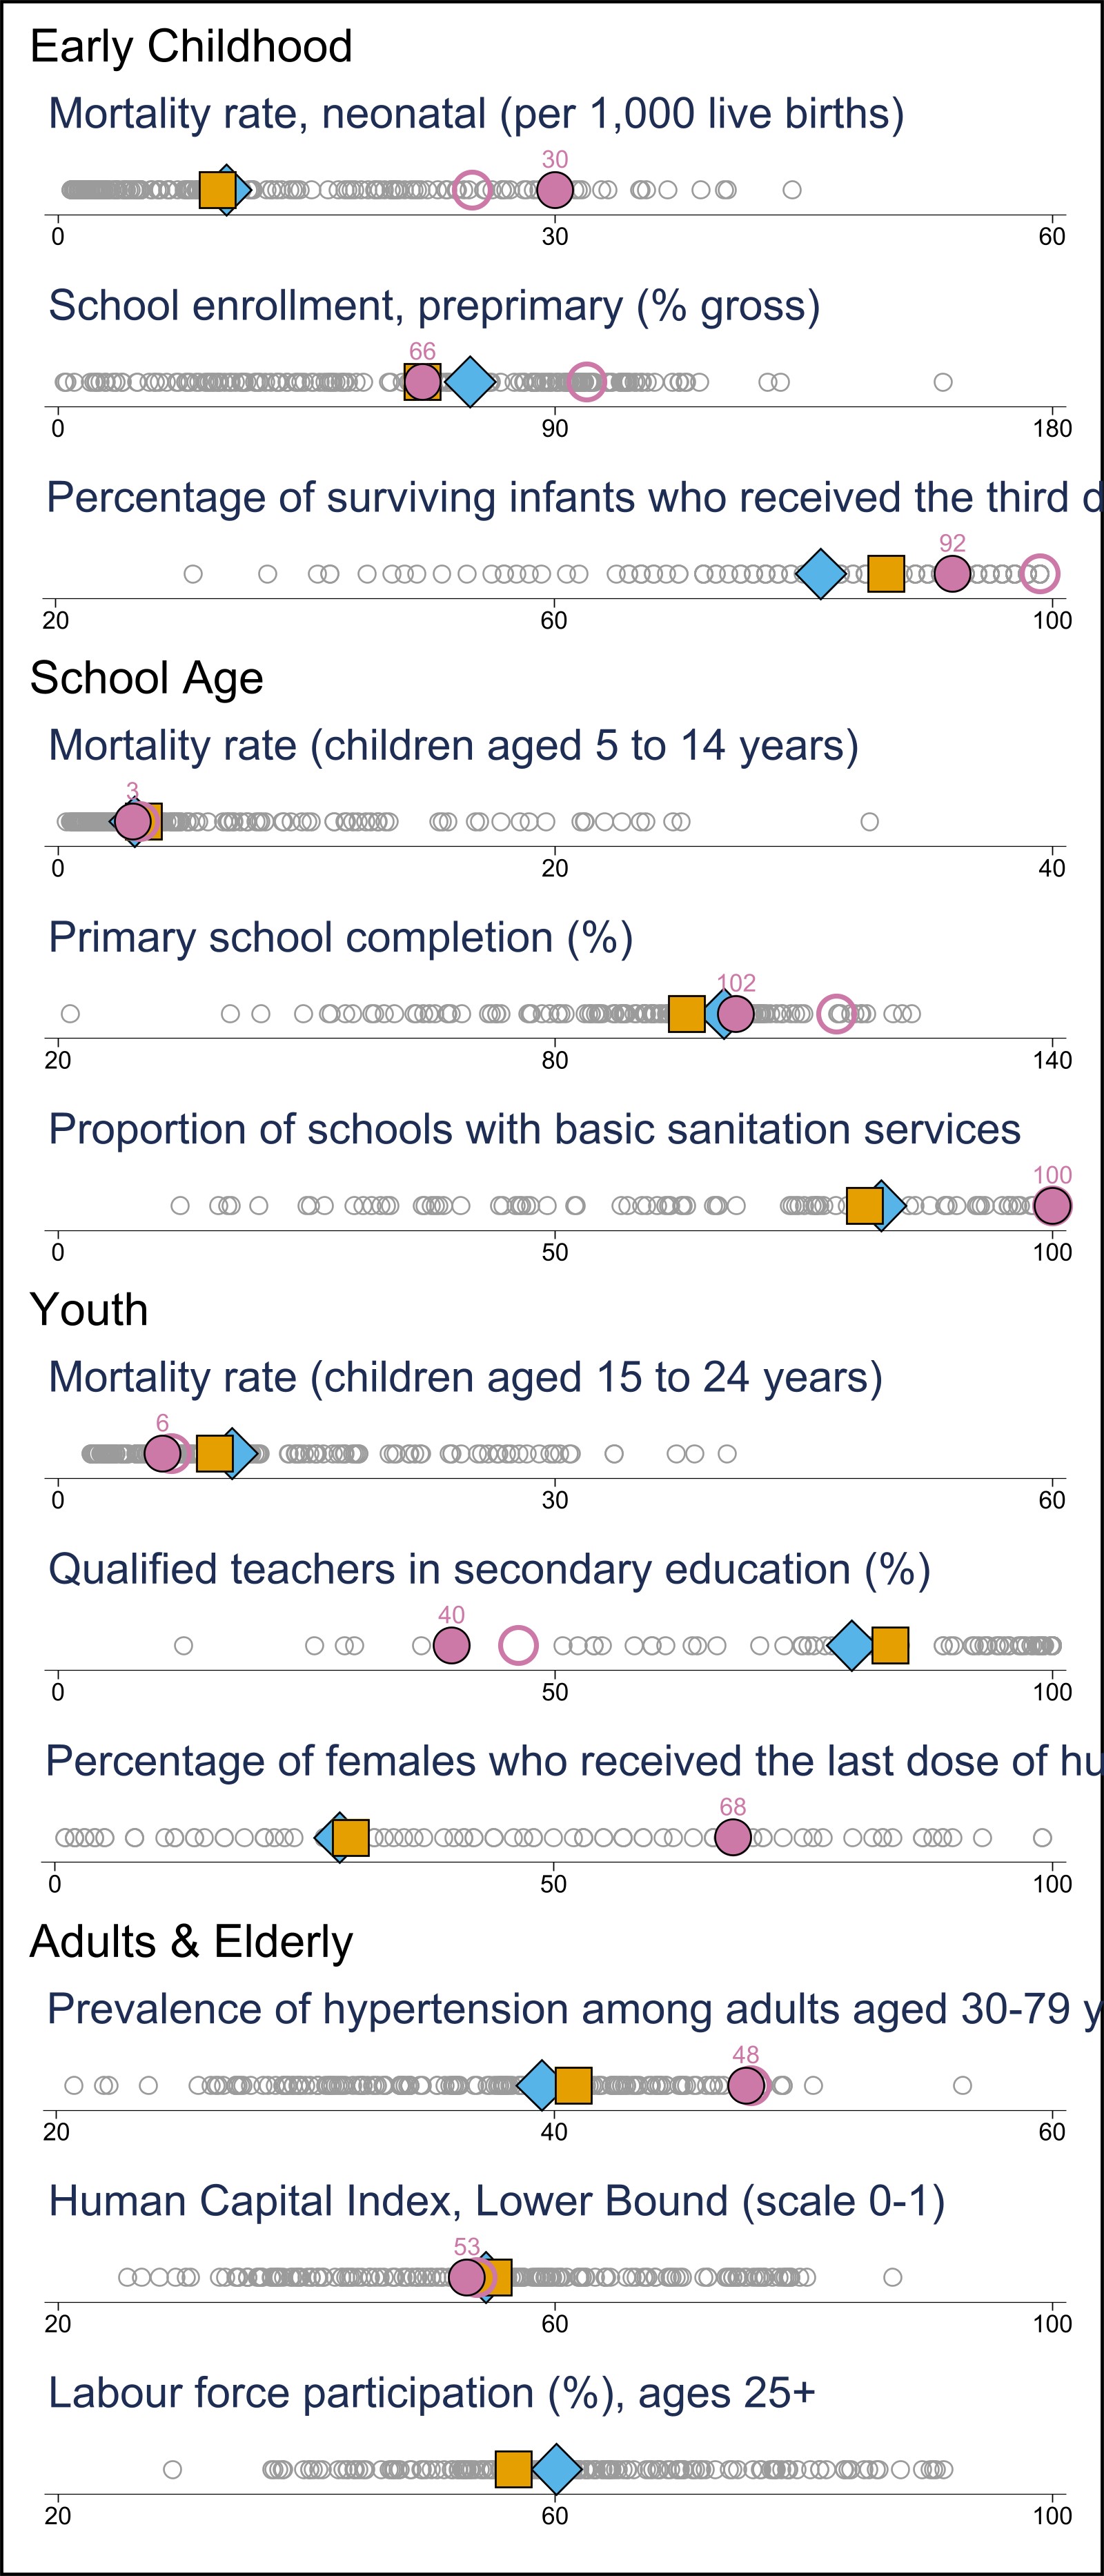 Early Childhood
Mortality rate, neonatal (per 1,000 live births)
30
0 30 60
School enrollment, preprimary (% gross)
66
0 90 180
Percentage of surviving infants who received the third d
92
20 60 100
School Age
Mortality rate (children aged 5 to 14 years)
3
0 20 40
Primary school completion (%)
102
20 80 140
Proportion of schools with basic sanitation services
100
0 50 100
Youth
Mortality rate (children aged 15 to 24 years)
6
0 30 60
Qualified teachers in secondary education (%)
40
0 50 100
Percentage of females who received the last dose of hu
68
0 50 100
Adults & Elderly
Prevalence of hypertension among adults aged 30-79 y
48
20 40 60
Human Capital Index, Lower Bound (scale 0-1)
53
20 60 100
Labour force participation (%), ages 25+
20 60 100